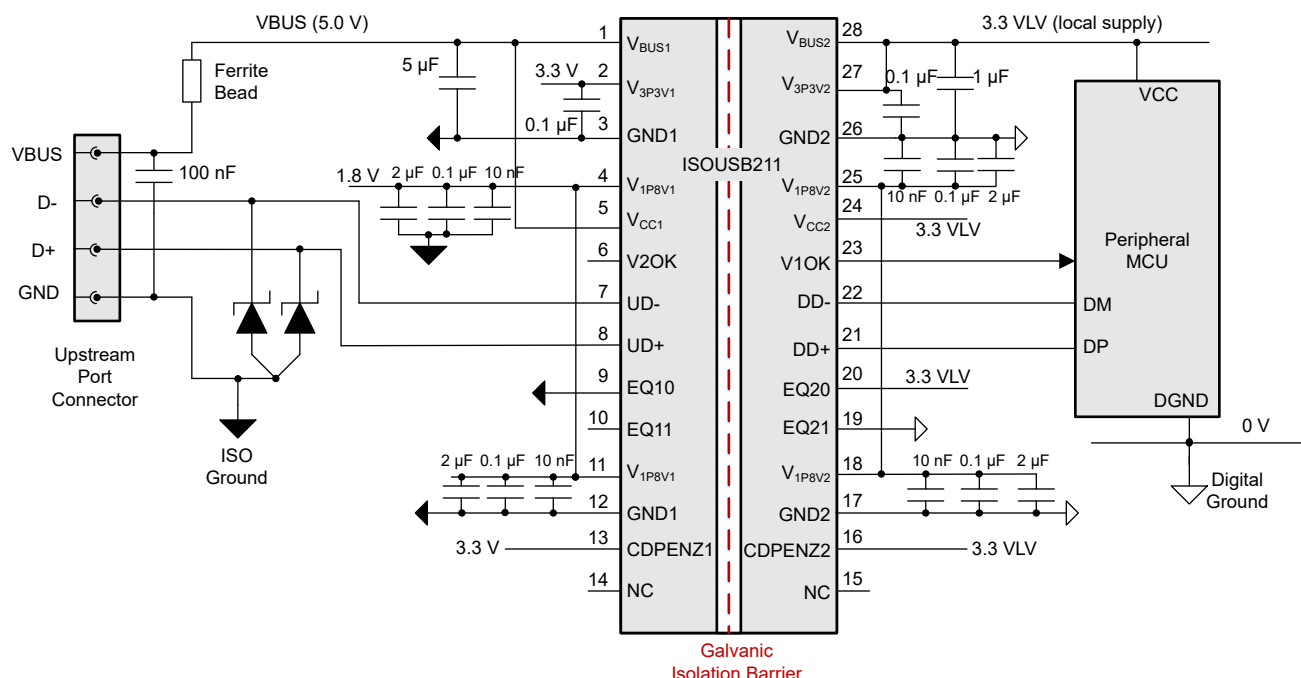 VBUS (5.0 V)
3.3 VLV (local supply)
1
28
VBUS1
VBUS2
Ferrite
Bead
5 µF
3.3 V
2
V3P3V1
27
V3P3V2
0.1 µF
1 µF
VCC
0.1 µF
3
GND1
26
GND2
VBUS
100 nF
ISOUSB211
1.8 V
2 µF
0.1 µF
10 nF
4
V1P8V1
25
V1P8V2
10 nF
0.1 µF
2 µF
D-
5
VCC1
24
VCC2
3.3 VLV
D+
6
V2OK
23
V1OK
Peripheral
MCU
GND
7
UD-
22
DD-
DM
8
UD+
21
DD+
DP
Upstream
Port
Connector
9
EQ10
20
EQ20
3.3 VLV
DGND
10
EQ11
19
EQ21
0 V
ISO
Ground
2 µF
0.1 µF
10 nF
11
V1P8V1
18
V1P8V2
10 nF
0.1 µF
2 µF
Digital
Ground
12
GND1
17
GND2
3.3 V
13
CDPENZ1
16
CDPENZ2
3.3 VLV
14
NC
15
NC
Galvanic
Isolation Barrier